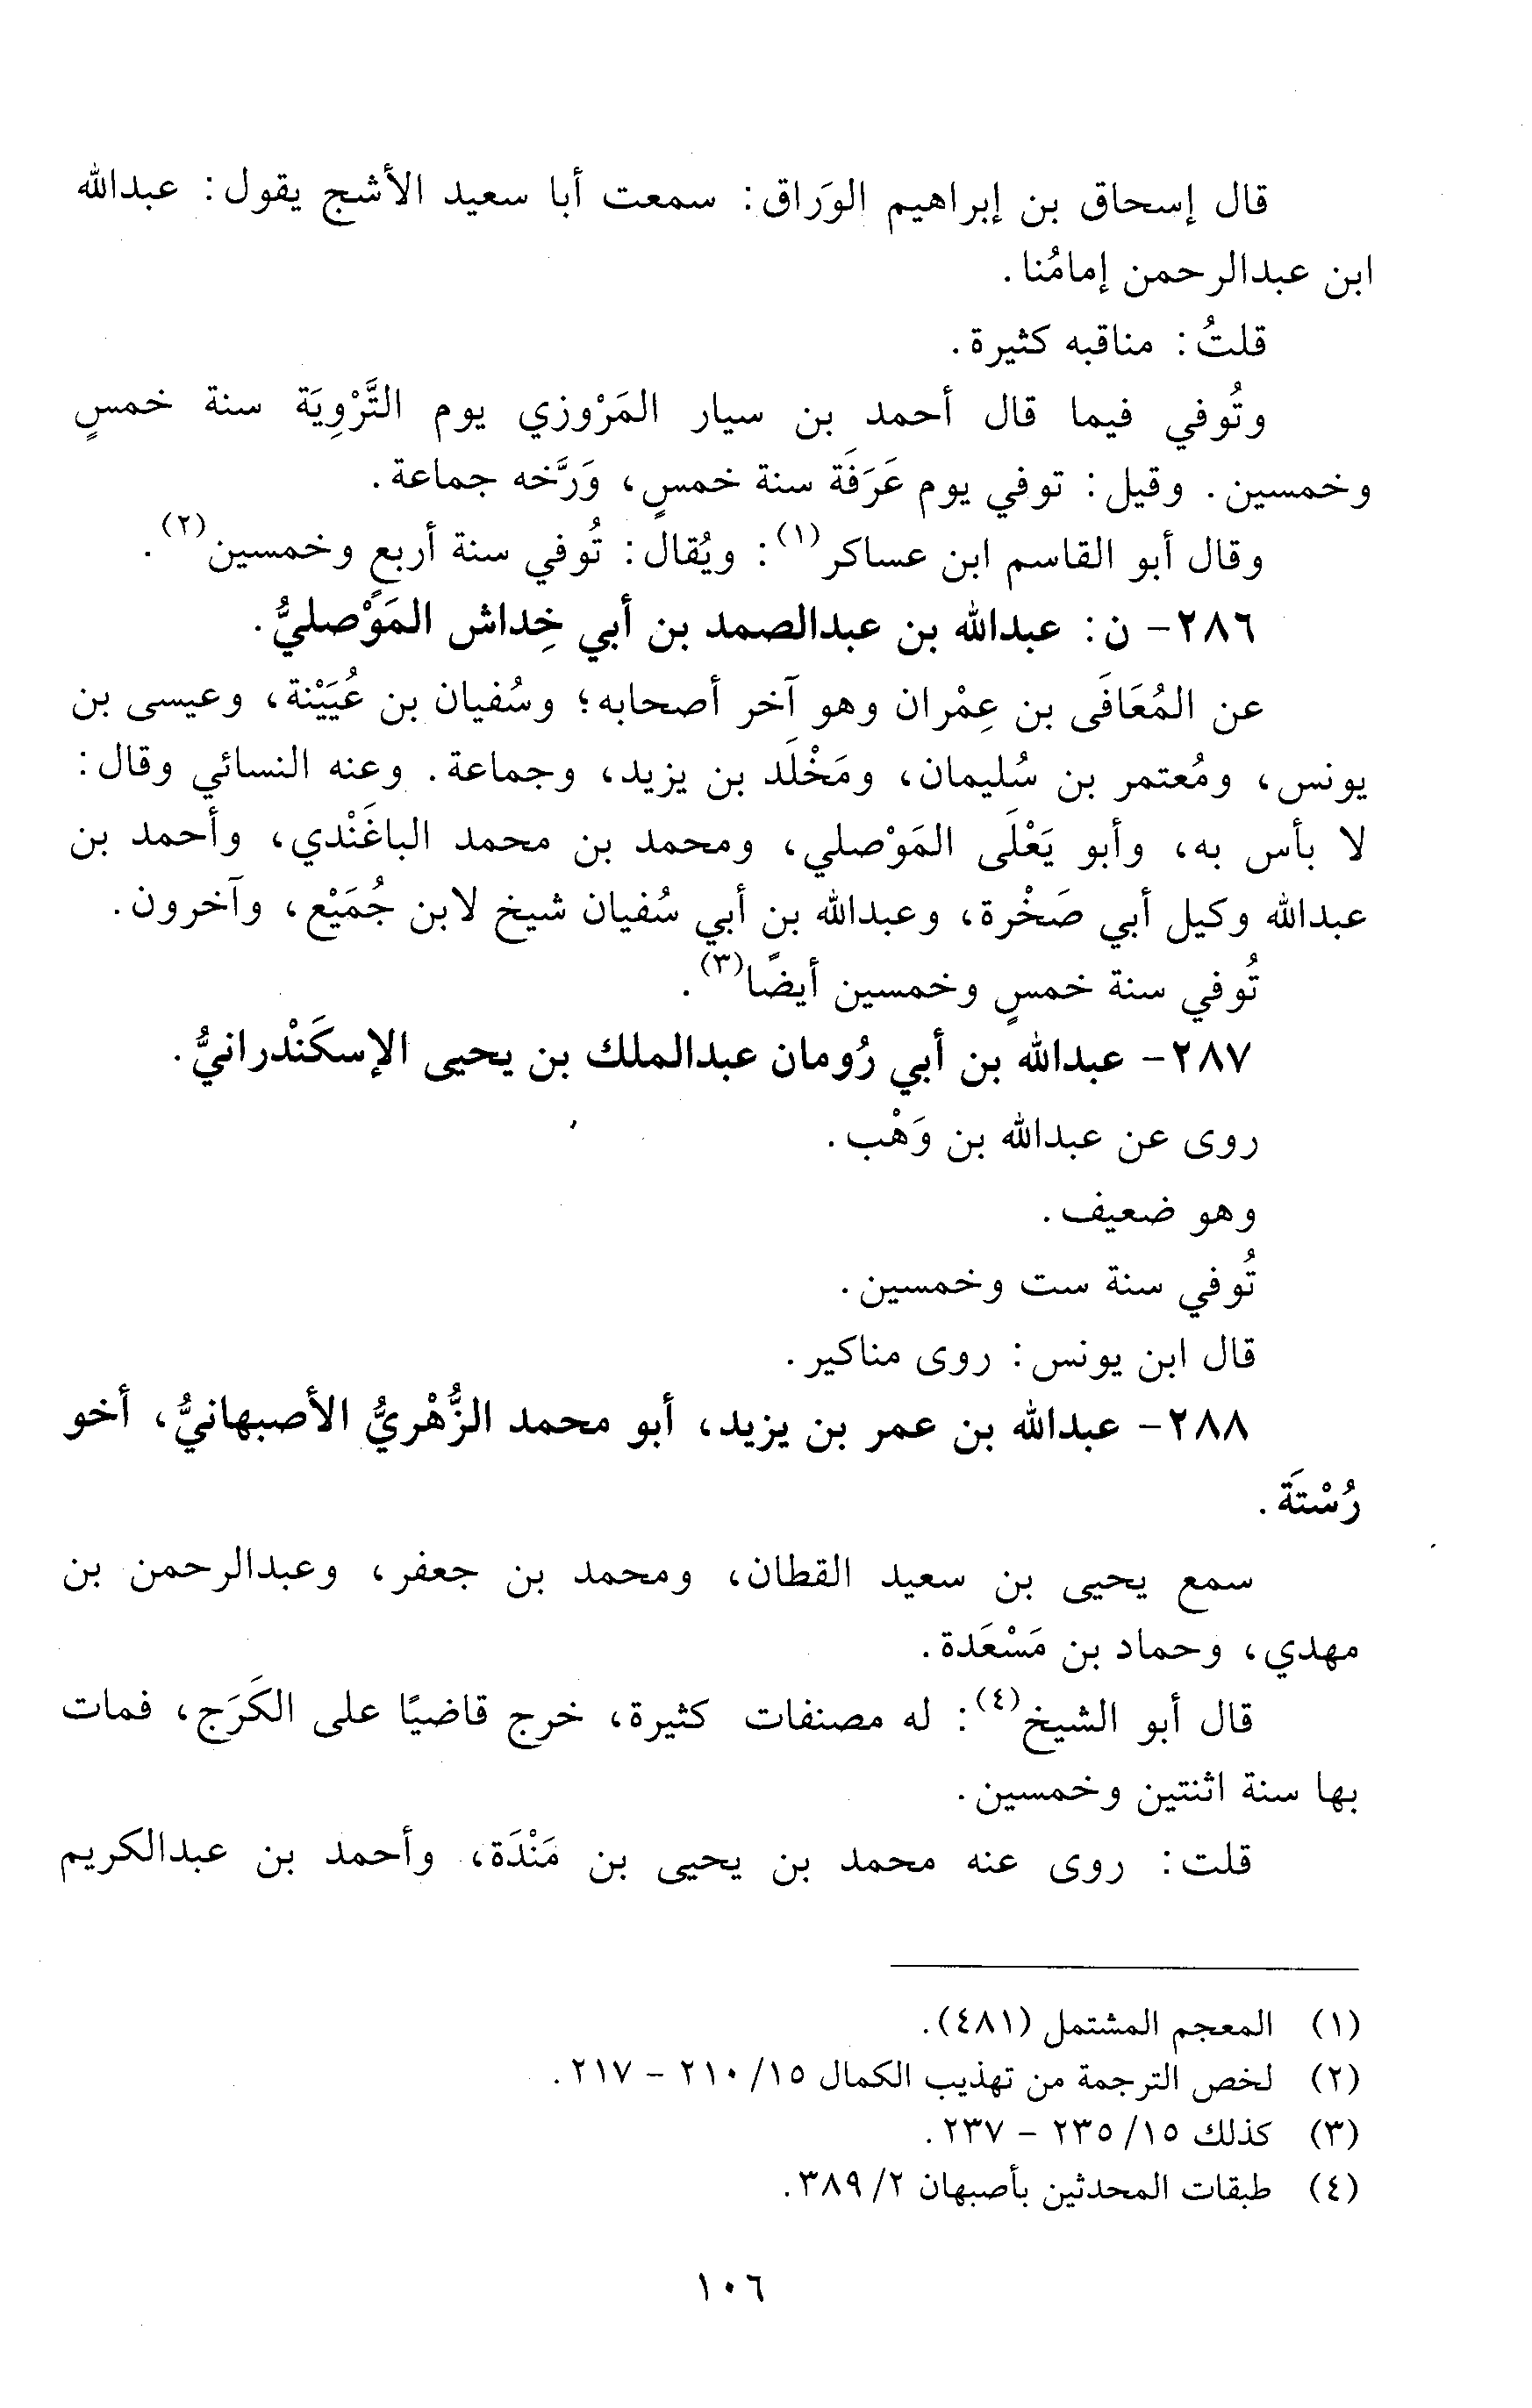 قال إسحاق بن إبراهيم الوَراق: سمعت أبا سعيد الأشج يقول: عبدالله
ابن عبدالرحمن إمامُنا.
قلتُ: مناقبه كثيرة.
وتُوفي فيما قال أحمد بن سيار المَرْوزي يوم التَّرْوِيَة سنة خمسٍ
وخمسين. وقيل: توفي يوم عَرَفَة سنة خمسٍ، وَرَّخه جماعة.
وقال أبو القاسم ابن عساكر(١): ويُقال: تُوفي سنة أربعٍ وخمسين(٢).
٢٨٦- ن: عبدالله بن عبدالصمد بن أبي خِداش المَوْصليُّ.
عن المُعَافَى بن عِمْران وهو آخر أصحابه؛ وسُفيان بن عُيَيْنة، وعيسى بن
يونس، ومُعتمر بن سُليمان، ومَخْلَد بن يزيد، وجماعة. وعنه النسائي وقال:
لا بأس به، وأبو يَعْلَى المَوْصلي، ومحمد بن محمد الباغَنْدي، وأحمد بن
عبدالله وكيل أبي صَخْرة، وعبدالله بن أبي سُفيان شيخ لابن جُمَيْع، وآخرون.
تُوفي سنة خمسٍ وخمسين أيضًا(٣).
٢٨٧- عبدالله بن أبي رُومان عبدالملك بن يحيى الإسكَنْدرانيُّ.
روى عن عبدالله بن وَهْب.
وهو ضعيف.
تُوفي سنة ست وخمسين.
قال ابن يونس: روى مناكير.
٢٨٨- عبدالله بن عمر بن يزيد، أبو محمد الزُّهْريُّ الأصبهانيُّ، أخو
رُسْتَة.
سمع يحيى بن سعيد القطان، ومحمد بن جعفر، وعبدالرحمن بن
مهدي، وحماد بن مَسْعَدة.
قال أبو الشيخ(٤): له مصنفات كثيرة، خرج قاضيًا على الكَرَج، فمات
بها سنة اثنتين وخمسين.
قلت: روى عنه محمد بن يحيى بن مَنْدَة، وأحمد بن عبدالكريم
(١) المعجم المشتمل (٤٨١).
(٢) لخص الترجمة من تهذيب الكمال ١٥/ ٢١٠ - ٢١٧.
(٣) كذلك ١٥/ ٢٣٥ - ٢٣٧.
(٤) طبقات المحدثين بأصبهان ٢/ ٣٨٩.
١٠٦